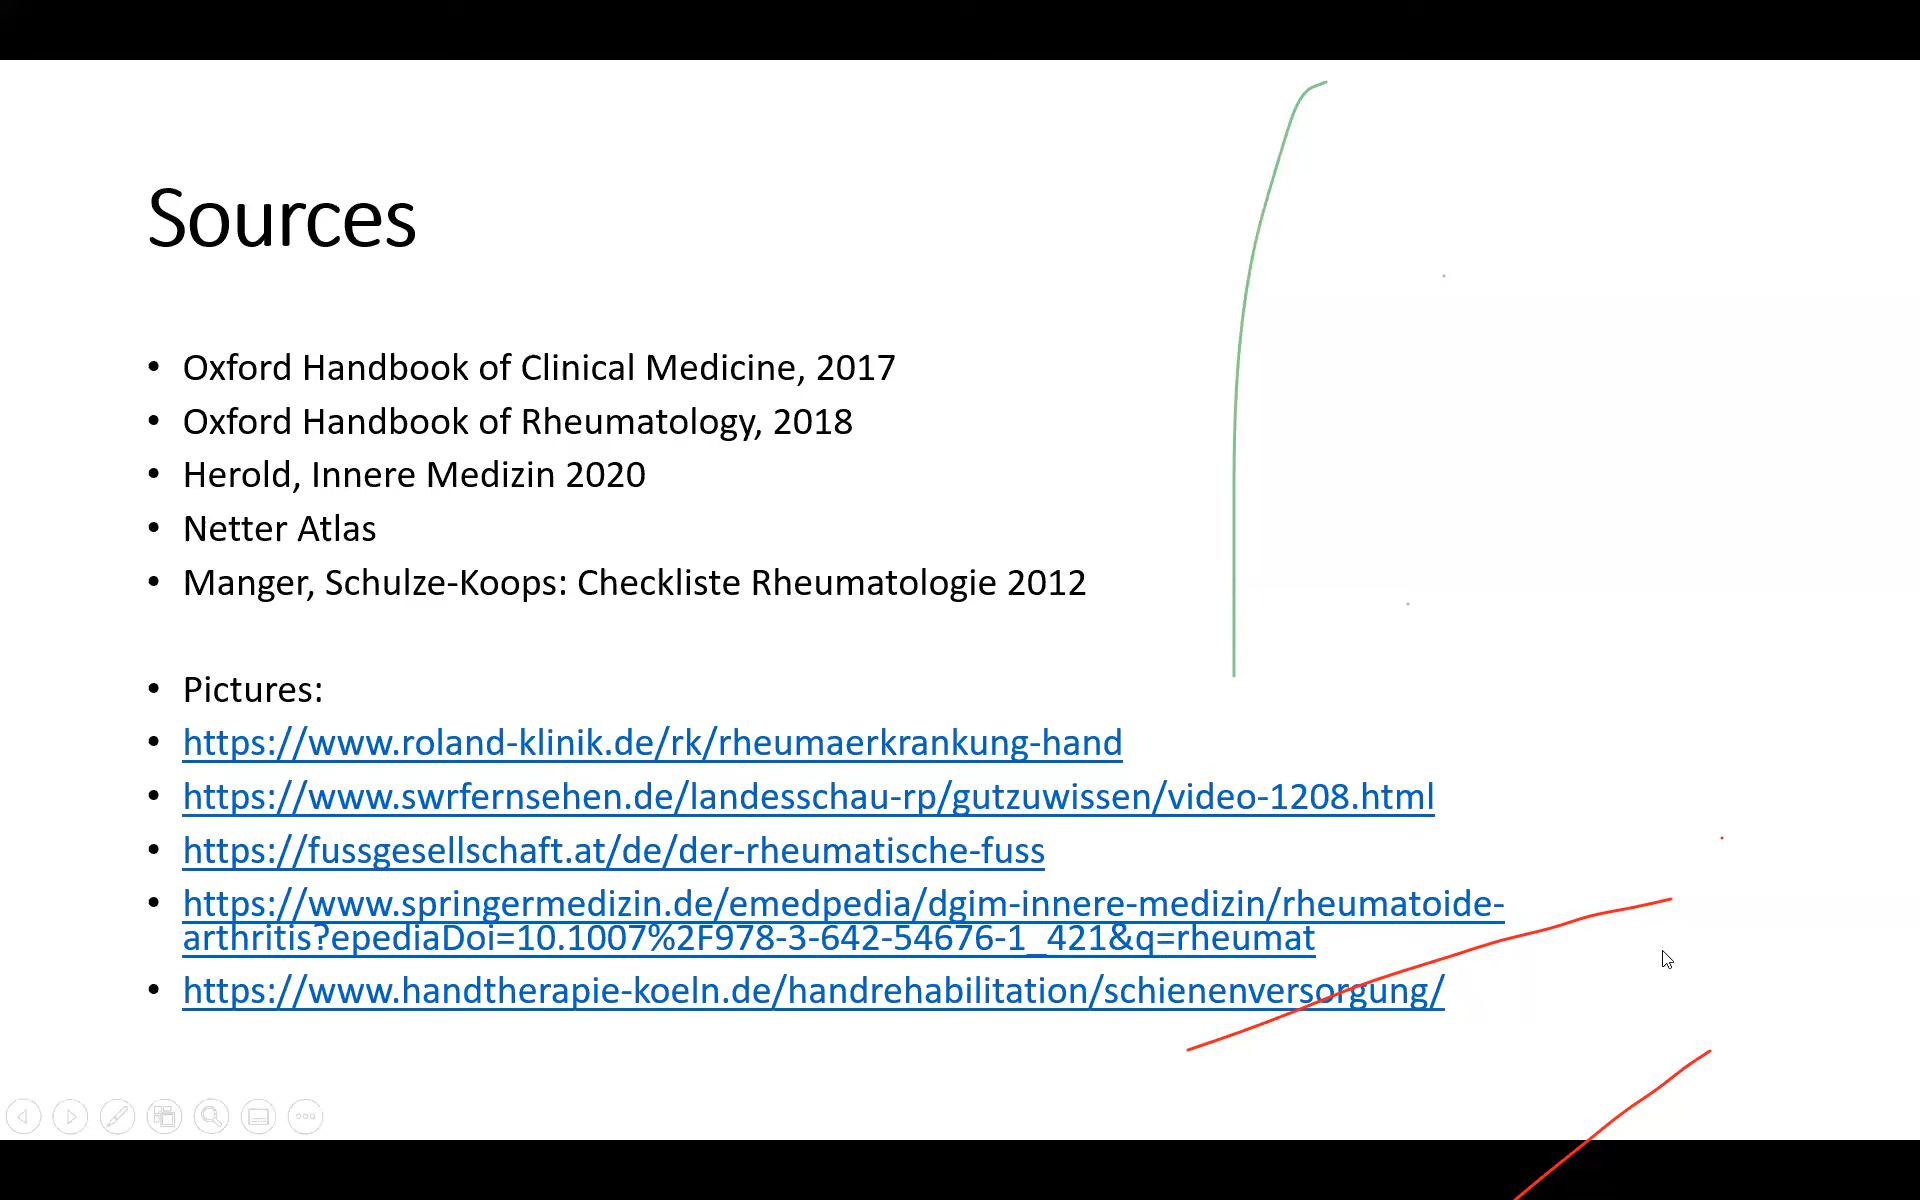 Sources
• Oxford Handbook of Clinical Medicine, 2017
• Oxford Handbook of Rheumatology, 2018
• Herold, Innere Medizin 2020
• Netter Atlas
• Manger, Schulze-Koops: Checkliste Rheumatologie 2012
• Pictures:
• https://www.roland-klinik.de/rk/rheumaerkrankung-hand
• https://www.swrfernsehen.de/landesschau-rp/gutzuwissen/video-1208.html
• https://fussgesellschaft.at/de/der-rheumatische-fuss
• https://www.springermedizin.de/emedpedia/dgim-innere-medizin/rheumatoide-
arthritis?epediaDoi=10.1007%2F978-3-642-54676-1_421&q=rheumat
• https://www.handtherapie-koeln.de/handrehabilitation/schienenversorgung/